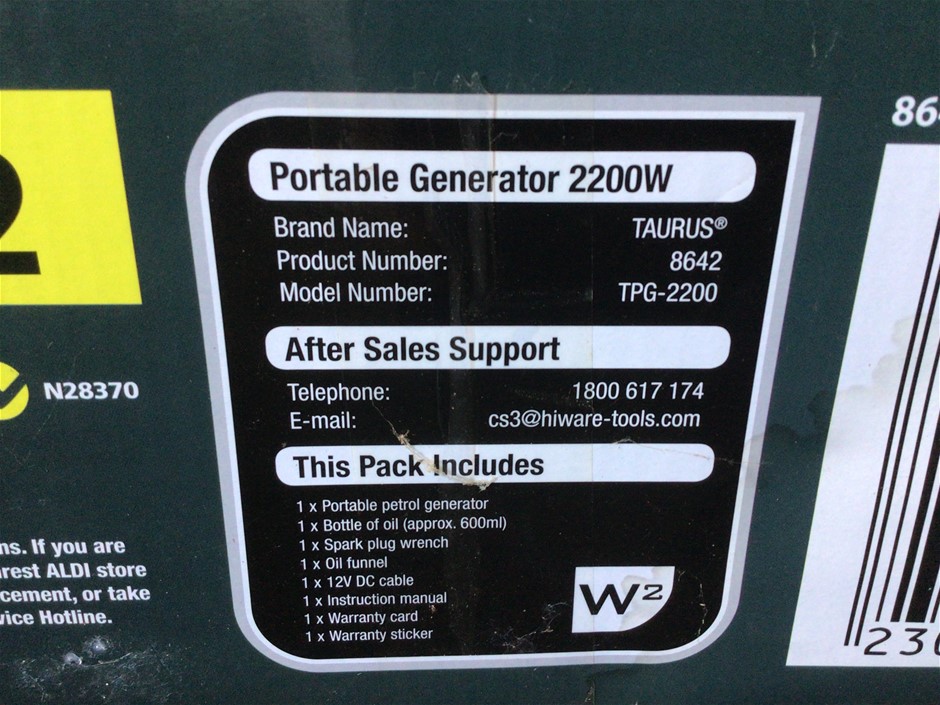 2
N28370
ns. If you are
rest ALDI store
cement, or take
vice Hotline.
Portable Generator 2200W
Brand Name: TAURUS®
Product Number: 8642
Model Number: TPG-2200
After Sales Support
Telephone: 1800 617 174
E-mail: cs3@hiware-tools.com
This Pack Includes
1 x Portable petrol generator
1 x Bottle of oil (approx. 600ml)
1 x Spark plug wrench
1 x Oil funnel
1 x 12V DC cable
1 x Instruction manual
1 x Warranty card
1 x Warranty sticker
W2
86
23